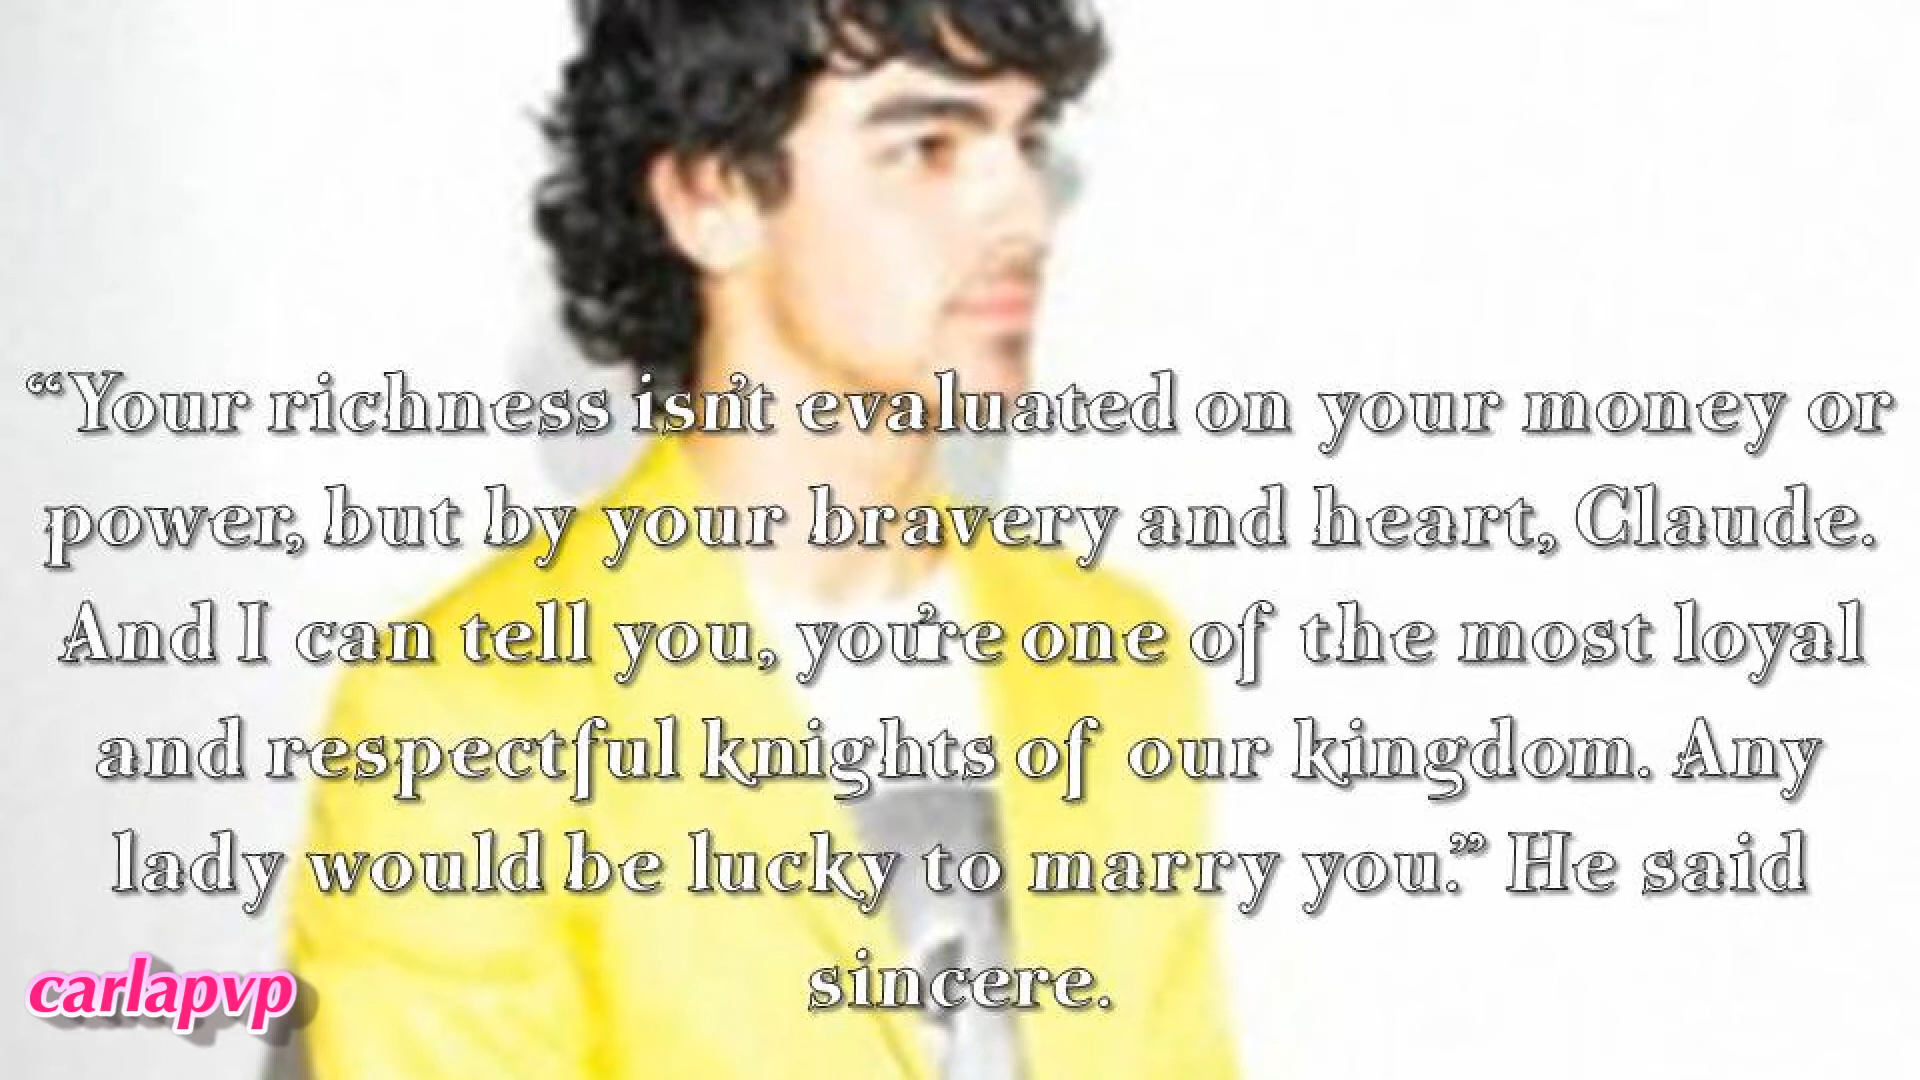 “Your richness isn’t evaluated on your money or
power, but by your bravery and heart, Claude.
And I can tell you, you’re one of the most loyal
and respectful knights of our kingdom. Any
lady would be lucky to marry you.” He said
sincere.
carlapvp